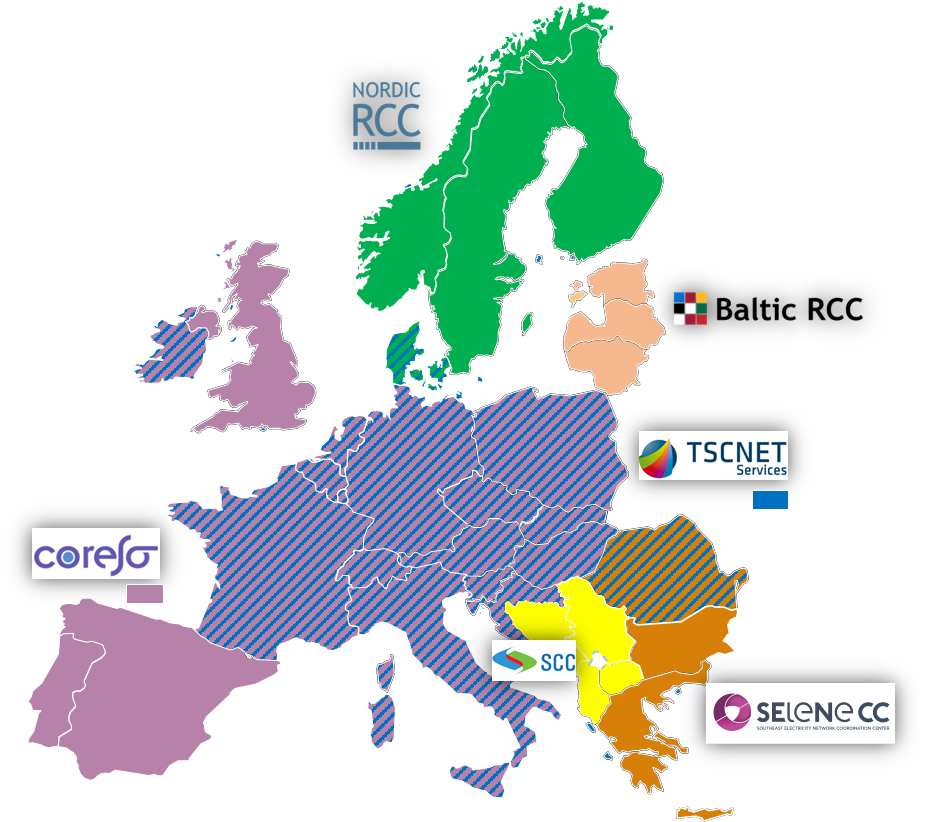 NORDIC
RCC
Baltic RCC
TSCNET
Services
coreso
SCC
SELENE CC
SOUTHEAST ELECTRICITY NETWORK COORDINATION CENTER